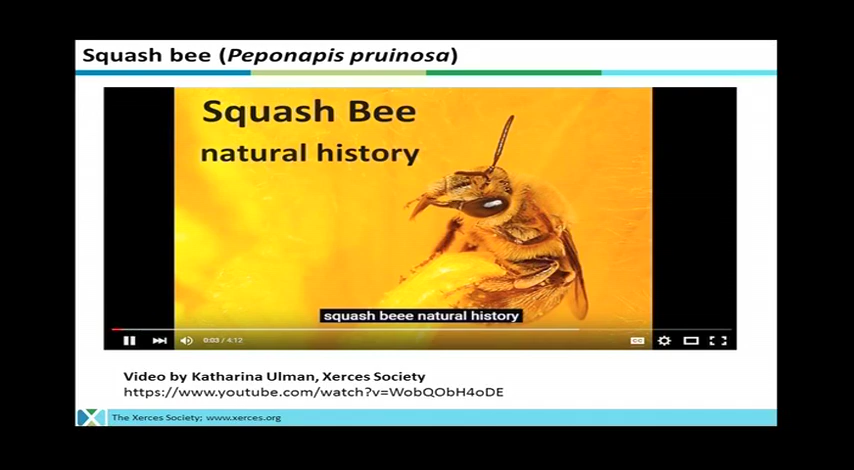 Squash bee (Peponapis pruinosa)
Squash Bee
natural history
squash beee natural history
0:03 / 4:12
CC
Video by Katharina Ulman, Xerces Society
https://www.youtube.com/watch?v=WobQObH4oDE
The Xerces Society; www.xerces.org